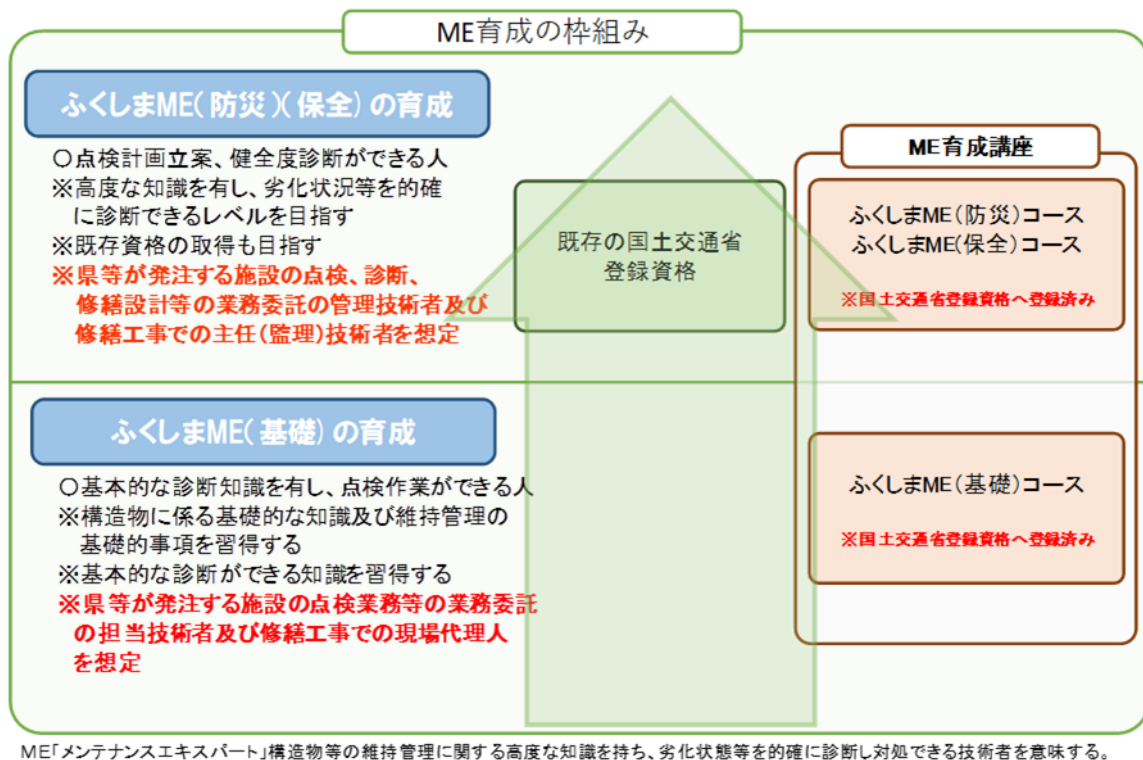 ME育成の枠組み
ふくしまME(防災)(保全)の育成
○点検計画立案、健全度診断ができる人
※高度な知識を有し、劣化状況等を的確
に診断できるレベルを目指す
※既存資格の取得も目指す
※県等が発注する施設の点検、診断、
修繕設計等の業務委託の管理技術者及び
修繕工事での主任(監理)技術者を想定
既存の国土交通省
登録資格
ME育成講座
ふくしまME(防災)コース
ふくしまME(保全)コース
※国土交通省登録資格へ登録済み
ふくしまME(基礎)の育成
○基本的な診断知識を有し、点検作業ができる人
※構造物に係る基礎的な知識及び維持管理の
基礎的事項を習得する
※基本的な診断ができる知識を習得する
※県等が発注する施設の点検業務等の業務委託
の担当技術者及び修繕工事での現場代理人
を想定
ふくしまME(基礎)コース
※国土交通省登録資格へ登録済み
ME「メンテナンスエキスパート」構造物等の維持管理に関する高度な知識を持ち、劣化状態等を的確に診断し対処できる技術者を意味する。